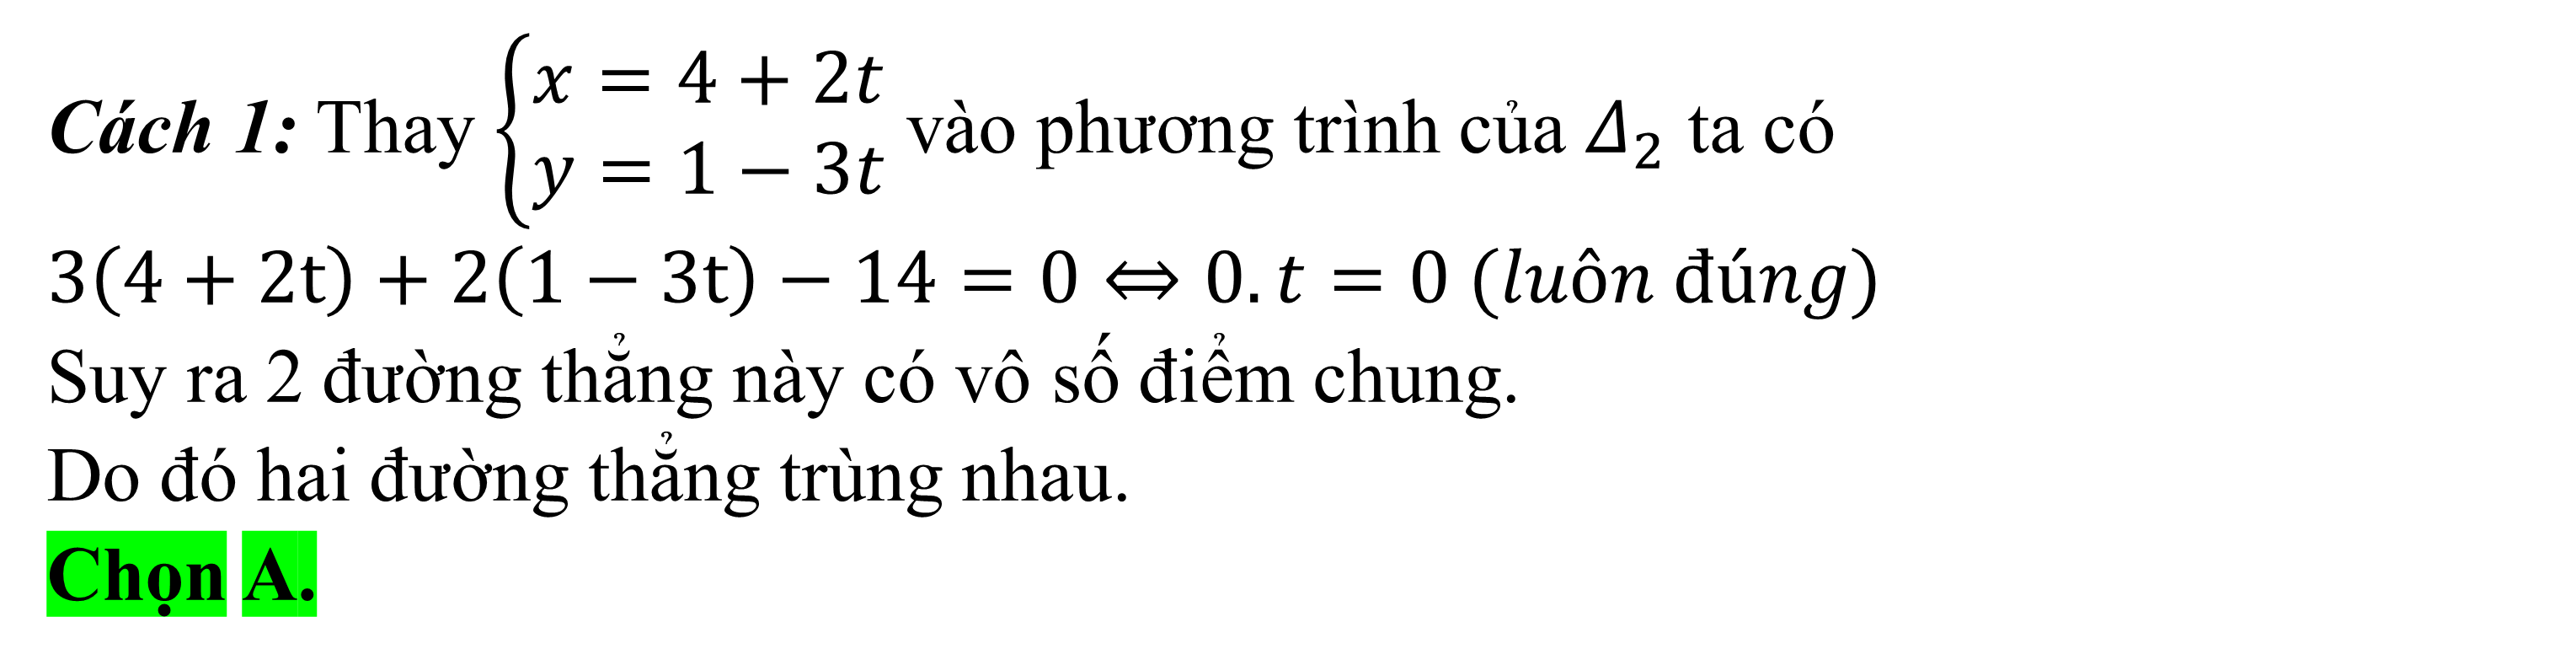 Cách 1: Thay {x = 4 + 2t y = 1 − 3t vào phương trình của Δ₂ ta có
3(4 + 2t) + 2(1 − 3t) − 14 = 0 ⇔ 0. t = 0 (luôn đúng)
Suy ra 2 đường thẳng này có vô số điểm chung.
Do đó hai đường thẳng trùng nhau.
Chọn A.